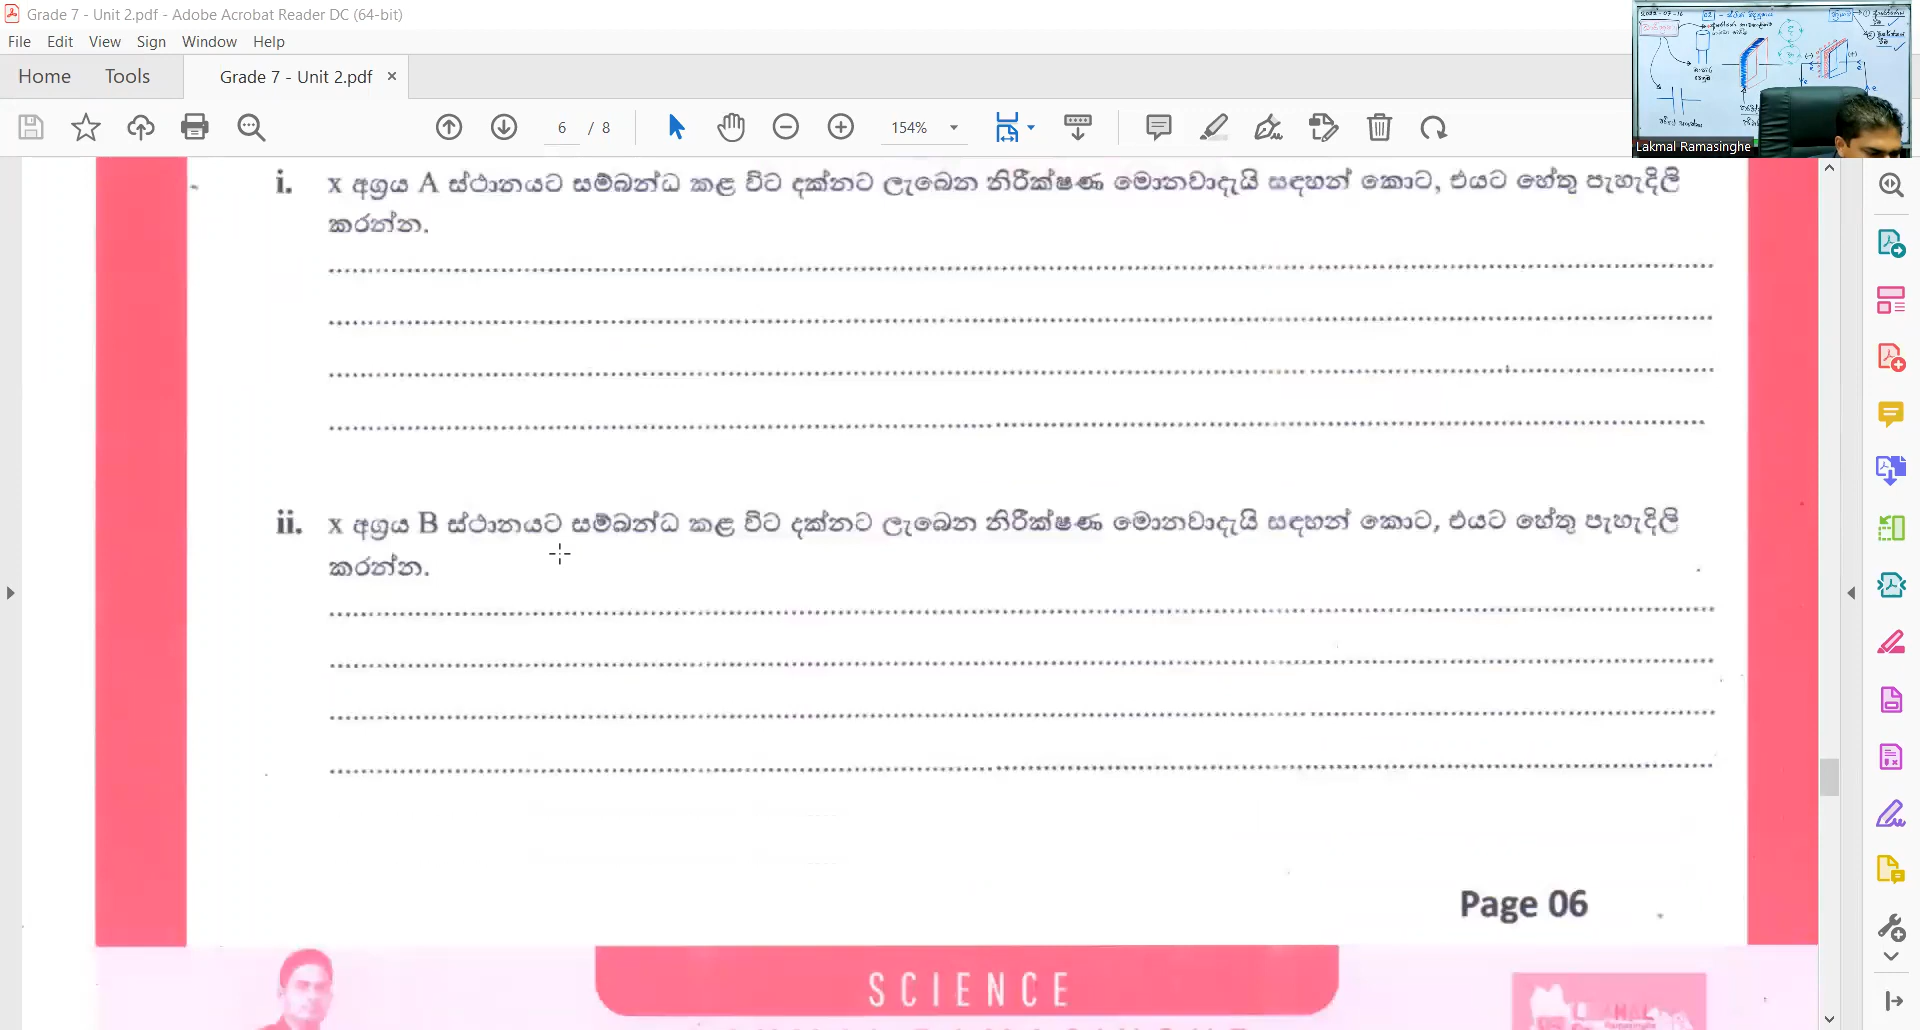 Grade 7 - Unit 2.pdf - Adobe Acrobat Reader DC (64-bit)
File Edit View Sign Window Help
Home Tools Grade 7 - Unit 2.pdf ×
6 / 8 154%
Lakmal Ramasinghe
i. x අග්‍රය A ස්ථානයට සම්බන්ධ කළ විට දක්නට ලැබෙන නිරීක්ෂණ මොනවාදැයි සඳහන් කොට, එයට හේතු පැහැදිලි
කරන්න.
ii. x අග්‍රය B ස්ථානයට සම්බන්ධ කළ විට දක්නට ලැබෙන නිරීක්ෂණ මොනවාදැයි සඳහන් කොට, එයට හේතු පැහැදිලි
කරන්න.
Page 06
SCIENCE